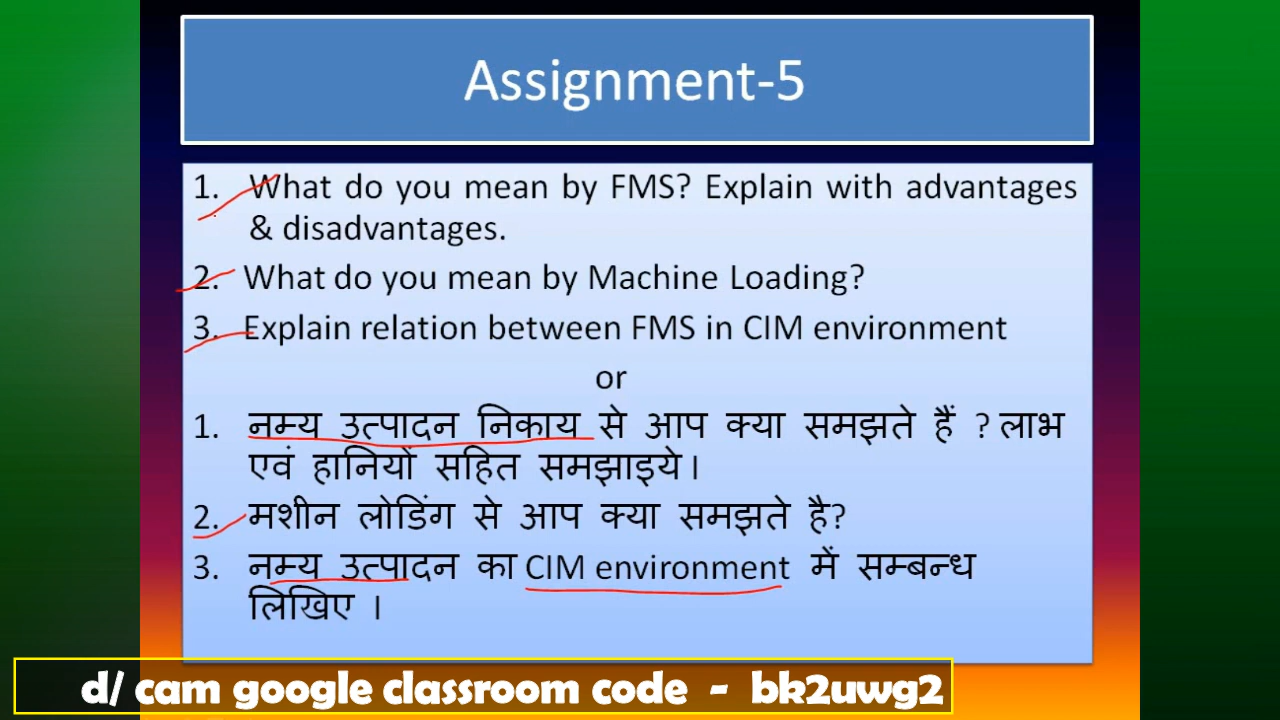 Assignment-5
1. What do you mean by FMS? Explain with advantages
& disadvantages.
2. What do you mean by Machine Loading?
3. Explain relation between FMS in CIM environment
or
1. नम्य उत्पादन निकाय से आप क्या समझते हैं ? लाभ
एवं हानियों सहित समझाइये।
2. मशीन लोडिंग से आप क्या समझते है?
3. नम्य उत्पादन का CIM environment में सम्बन्ध
लिखिए ।
d/ cam google classroom code - bk2uwg2